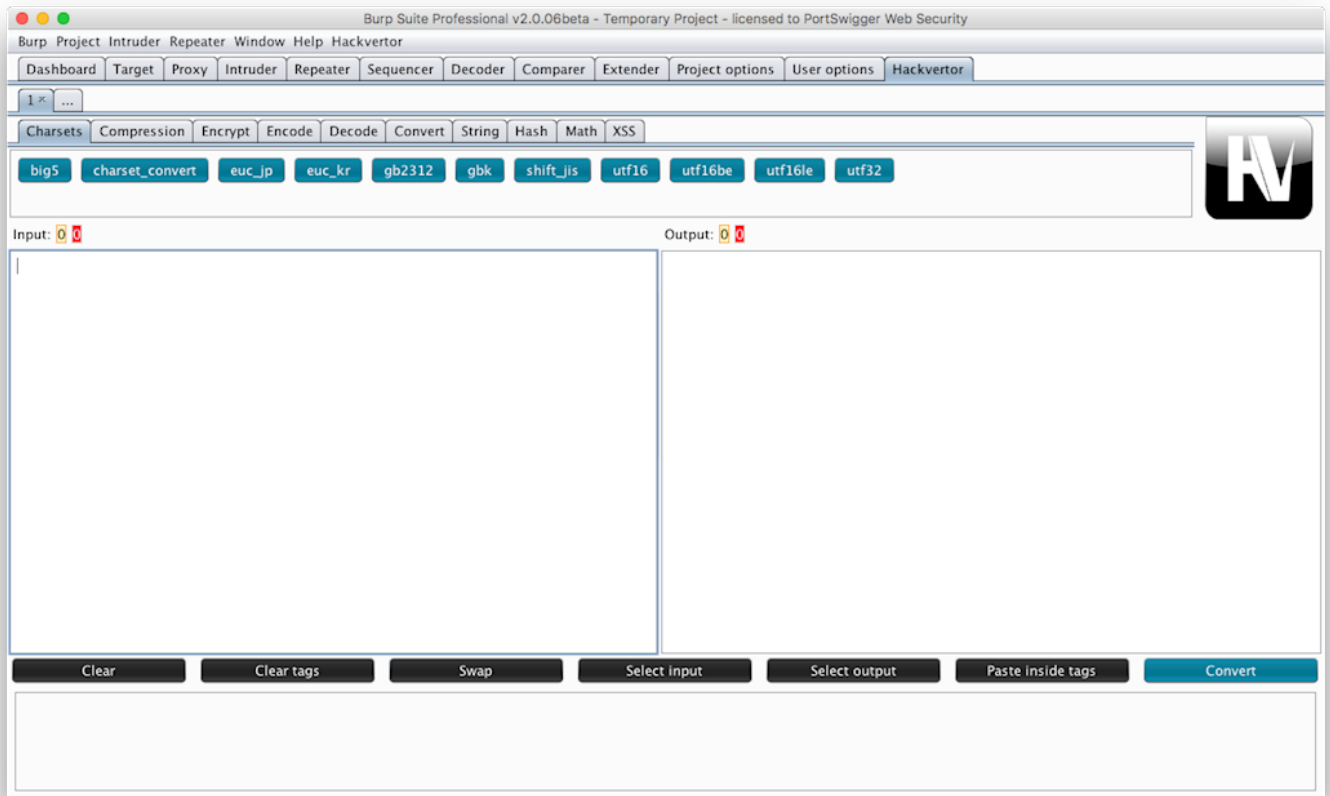 Burp Suite Professional v2.0.06beta - Temporary Project - licensed to PortSwigger Web Security
Burp Project Intruder Repeater Window Help Hackvertor
Dashboard Target Proxy Intruder Repeater Sequencer Decoder Comparer Extender Project options User options Hackvertor
1 × ...
Charsets Compression Encrypt Encode Decode Convert String Hash Math XSS
big5 charset_convert euc_jp euc_kr gb2312 gbk shift_jis utf16 utf16be utf16le utf32
HV
Input: 0 0 Output: 0 0
Clear Clear tags Swap Select input Select output Paste inside tags Convert